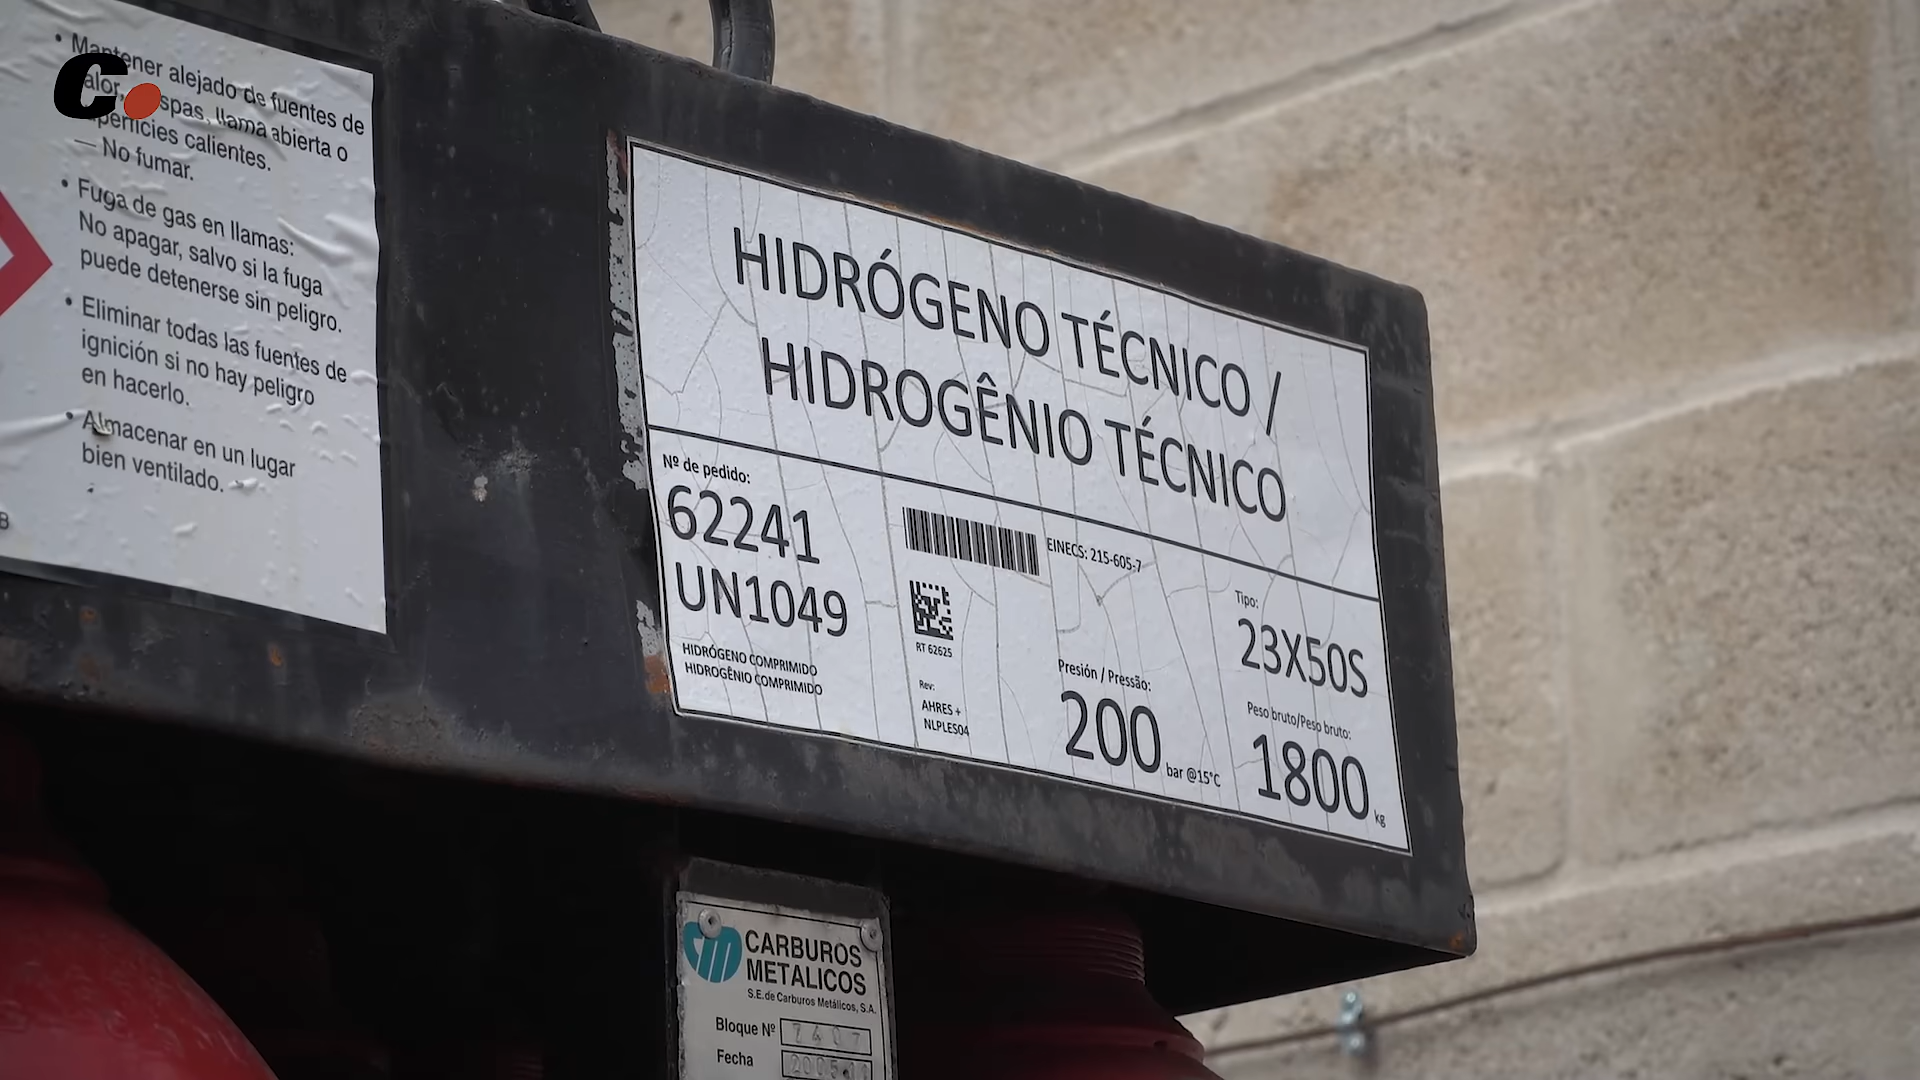 • Mantener alejado de fuentes de
spas, llama abierta o
calientes.
— No fumar.
• Fuga de gas en llamas:
No apagar, salvo si la fuga
puede detenerse sin peligro.
• Eliminar todas las fuentes de
ignición si no hay peligro
en hacerlo.
• Almacenar en un lugar
bien ventilado.
B
HIDRÓGENO TÉCNICO /
HIDROGÊNIO TÉCNICO
Nº de pedido:
62241
UN1049
HIDRÓGENO COMPRIMIDO
HIDROGÊNIO COMPRIMIDO
EINECS: 215-605-7
RT 62625
Rev:
AHRES +
NLPLES04
Presión / Pressão:
200 bar @15°C
Tipo:
23X50S
Peso bruto/Peso bruto:
1800 kg
CARBUROS
METALICOS
S.E. de Carburos Metálicos, S.A.
Bloque Nº 7407
Fecha
C